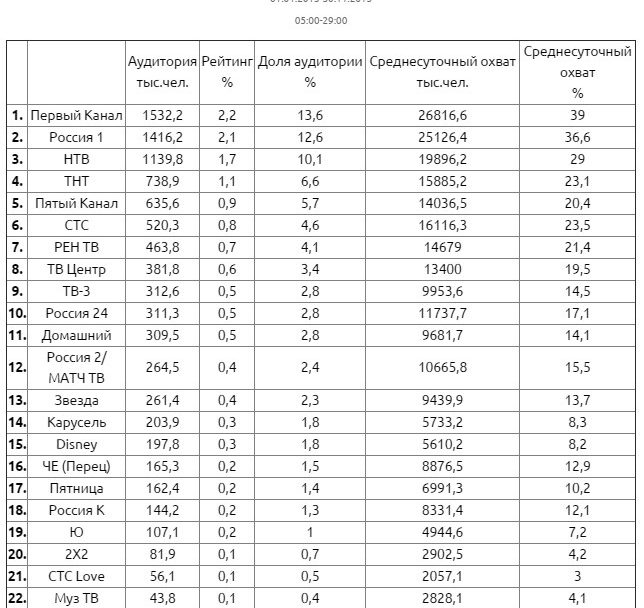 05:00-29:00
Аудитория тыс.чел. Рейтинг % Доля аудитории % Среднесуточный охват тыс.чел. Среднесуточный охват %
1. Первый Канал 1532,2 2,2 13,6 26816,6 39
2. Россия 1 1416,2 2,1 12,6 25126,4 36,6
3. НТВ 1139,8 1,7 10,1 19896,2 29
4. ТНТ 738,9 1,1 6,6 15885,2 23,1
5. Пятый Канал 635,6 0,9 5,7 14036,5 20,4
6. СТС 520,3 0,8 4,6 16116,3 23,5
7. РЕН ТВ 463,8 0,7 4,1 14679 21,4
8. ТВ Центр 381,8 0,6 3,4 13400 19,5
9. ТВ-3 312,6 0,5 2,8 9953,6 14,5
10. Россия 24 311,3 0,5 2,8 11737,7 17,1
11. Домашний 309,5 0,5 2,8 9681,7 14,1
12. Россия 2/ МАТЧ ТВ 264,5 0,4 2,4 10665,8 15,5
13. Звезда 261,4 0,4 2,3 9439,9 13,7
14. Карусель 203,9 0,3 1,8 5733,2 8,3
15. Disney 197,8 0,3 1,8 5610,2 8,2
16. ЧЕ (Перец) 165,3 0,2 1,5 8876,5 12,9
17. Пятница 162,4 0,2 1,4 6991,3 10,2
18. Россия К 144,2 0,2 1,3 8331,4 12,1
19. Ю 107,1 0,2 1 4944,6 7,2
20. 2Х2 81,9 0,1 0,7 2902,5 4,2
21. СТС Love 56,1 0,1 0,5 2057,1 3
22. Муз ТВ 43,8 0,1 0,4 2828,1 4,1